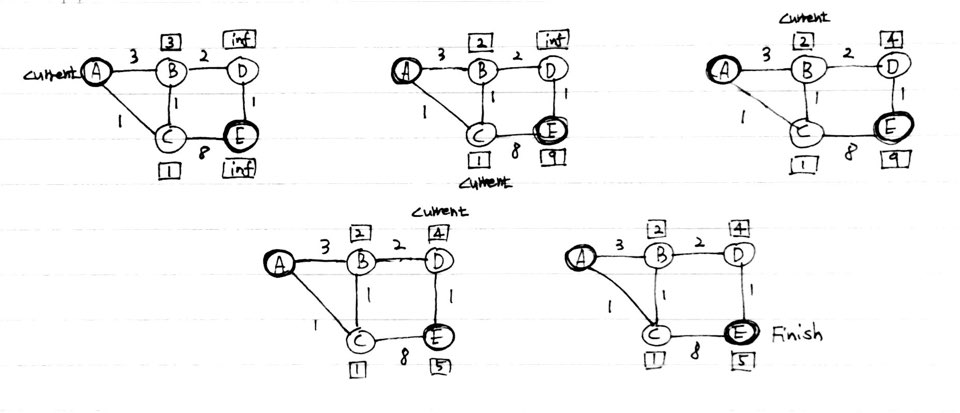 3 inf
3 2
Current A B D
1 1 1
C E
8
1 inf
2 inf
3 2
A B D
1 1 1
C E
8
1 9
Current
Current
2 4
3 2
A B D
1 1 1
C E
8
1 9
Current
2 4
3 2
A B D
1 1 1
C E
8
1 5
2 4
3 2
A B D
1 1 1
C E Finish
8
1 5